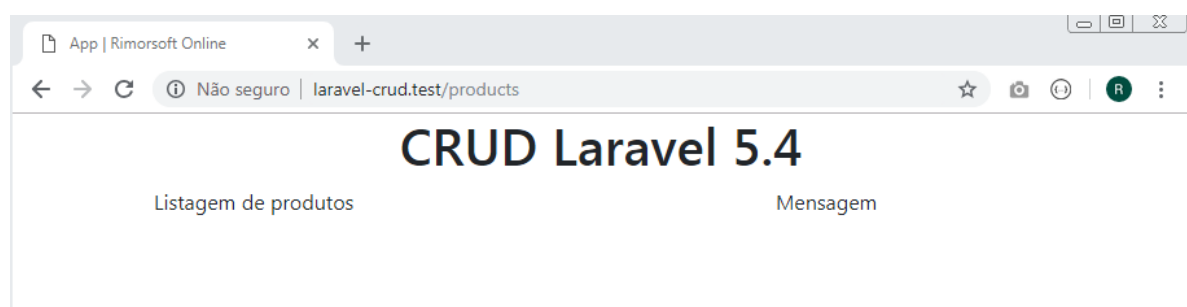 App | Rimorsoft Online
Não seguro | laravel-crud.test/products
R
CRUD Laravel 5.4
Listagem de produtos Mensagem